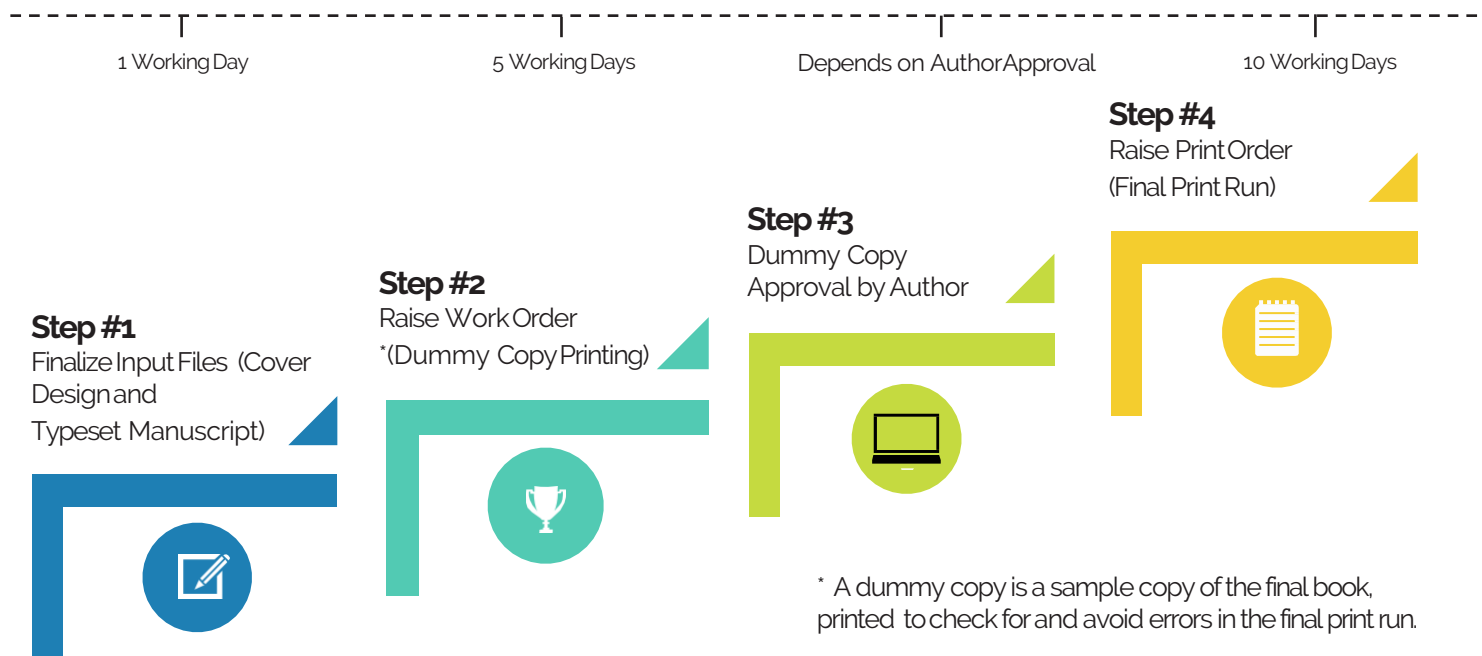 1 Working Day
5 Working Days
Depends on Author Approval
10 Working Days
Step #1
Finalize Input Files (Cover
Design and
Typeset Manuscript)
Step #2
Raise Work Order
*(Dummy Copy Printing)
Step #3
Dummy Copy
Approval by Author
Step #4
Raise Print Order
(Final Print Run)
* A dummy copy is a sample copy of the final book,
printed to check for and avoid errors in the final print run.